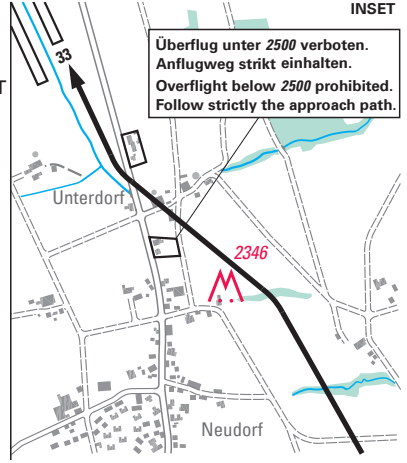 INSET
Überflug unter 2500 verboten.
Anflugweg strikt einhalten.
Overflight below 2500 prohibited.
Follow strictly the approach path.
33
T
Unterdorf
2346
Neudorf